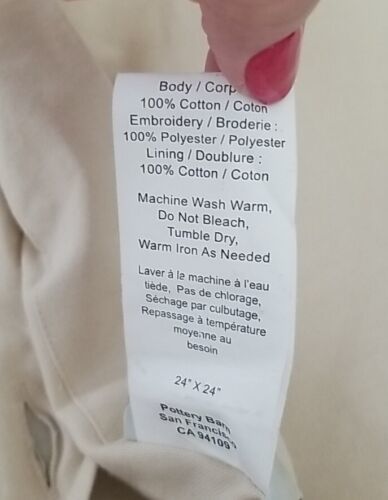 Body / Corp
100% Cotton / Coton
Embroidery / Broderie :
100% Polyester / Polyester
Lining / Doublure :
100% Cotton / Coton
Machine Wash Warm,
Do Not Bleach,
Tumble Dry,
Warm Iron As Needed
Laver à la machine à l'eau
tiède, Pas de chlorage,
Séchage par culbutage,
Repassage à température
moyenne au
besoin
24" X 24"
Pottery Barn
San Francisco
CA 94109